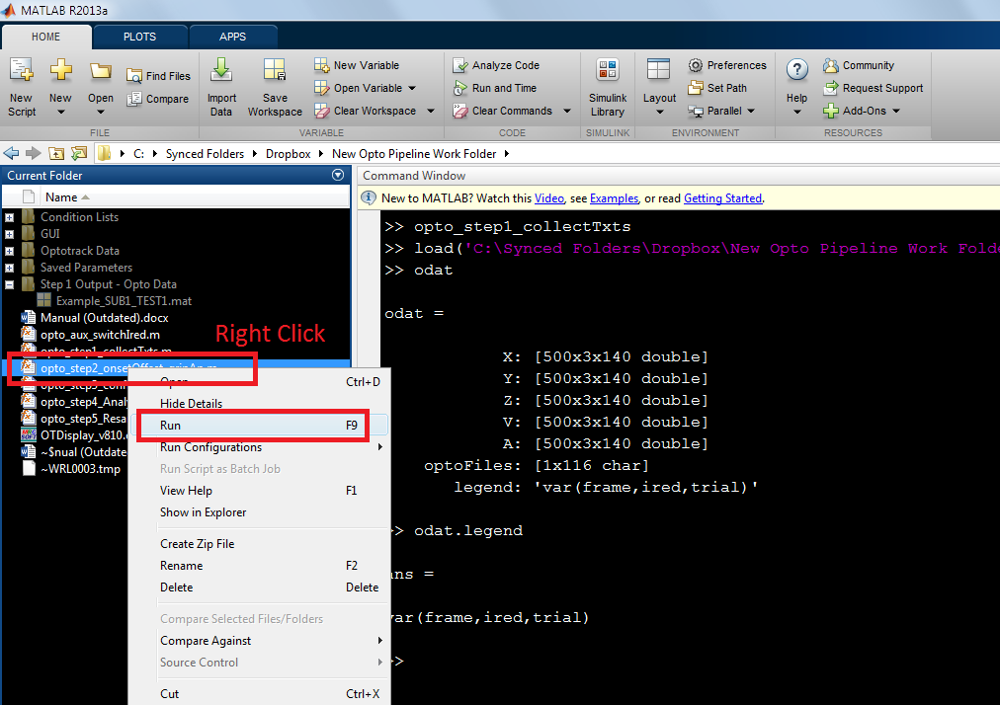 MATLAB R2013a
HOME PLOTS APPS
New Script
New
Open
Find Files
Compare
Import Data
Save Workspace
New Variable
Open Variable
Clear Workspace
Analyze Code
Run and Time
Clear Commands
Simulink Library
Layout
Preferences
Set Path
Parallel
Help
Community
Request Support
Add-Ons
FILE VARIABLE CODE SIMULINK ENVIRONMENT RESOURCES
C: Synced Folders Dropbox New Opto Pipeline Work Folder
Current Folder
Name
Condition Lists
GUI
Optotrack Data
Saved Parameters
Step 1 Output - Opto Data
Example_SUB1_TEST1.mat
Manual (Outdated).docx
opto_aux_switchIred.m
opto_step1_collectTxts.m
opto_step2_onsetOffset_gripAp.m
opto_step3_con
opto_step4_Anal
opto_step5_Resa
OTDisplay_v810.
~$nual (Outdate
~WRL0003.tmp
Right Click
Open Ctrl+D
Hide Details
Run F9
Run Configurations
Run Script as Batch Job
View Help F1
Show in Explorer
Create Zip File
Rename F2
Delete Delete
Compare Selected Files/Folders
Compare Against
Source Control
Cut Ctrl+X
Command Window
New to MATLAB? Watch this Video, see Examples, or read Getting Started.
>> opto_step1_collectTxts
>> load('C:\Synced Folders\Dropbox\New Opto Pipeline Work Folde
>> odat
odat =
X: [500x3x140 double]
Y: [500x3x140 double]
Z: [500x3x140 double]
V: [500x3x140 double]
A: [500x3x140 double]
optoFiles: [1x116 char]
legend: 'var(frame,ired,trial)'
>> odat.legend
ans =
var(frame,ired,trial)
>>